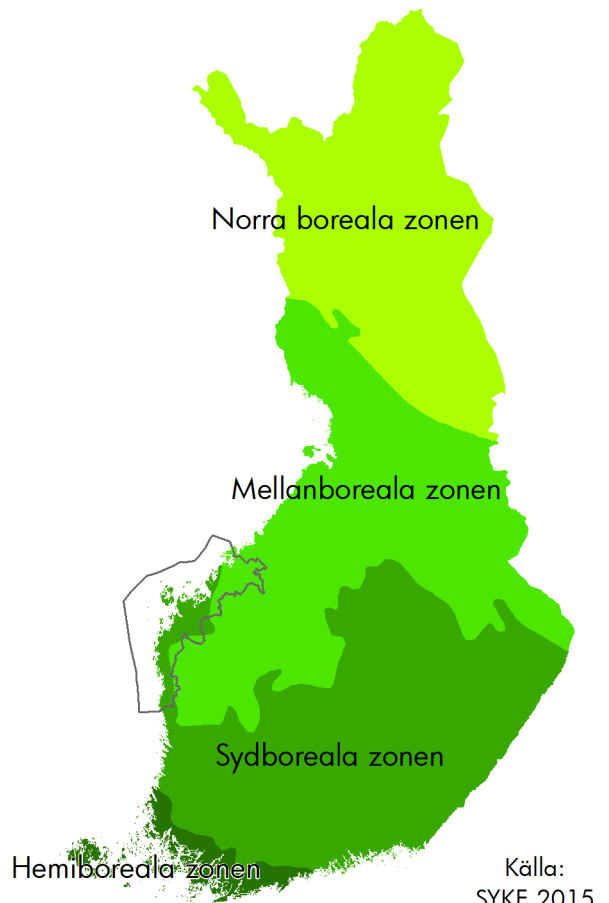 Norra boreala zonen
Mellanboreala zonen
Sydboreala zonen
Hemiboreala zonen
Källa:
SYKE 2015